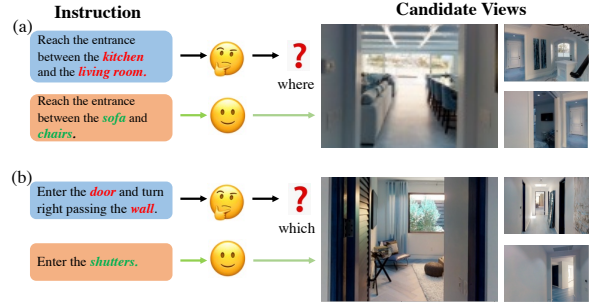 Instruction
Candidate Views
(a)
Reach the entrance
between the kitchen
and the living room.
?
where
Reach the entrance
between the sofa and
chairs.
(b)
Enter the door and turn
right passing the wall.
?
which
Enter the shutters.